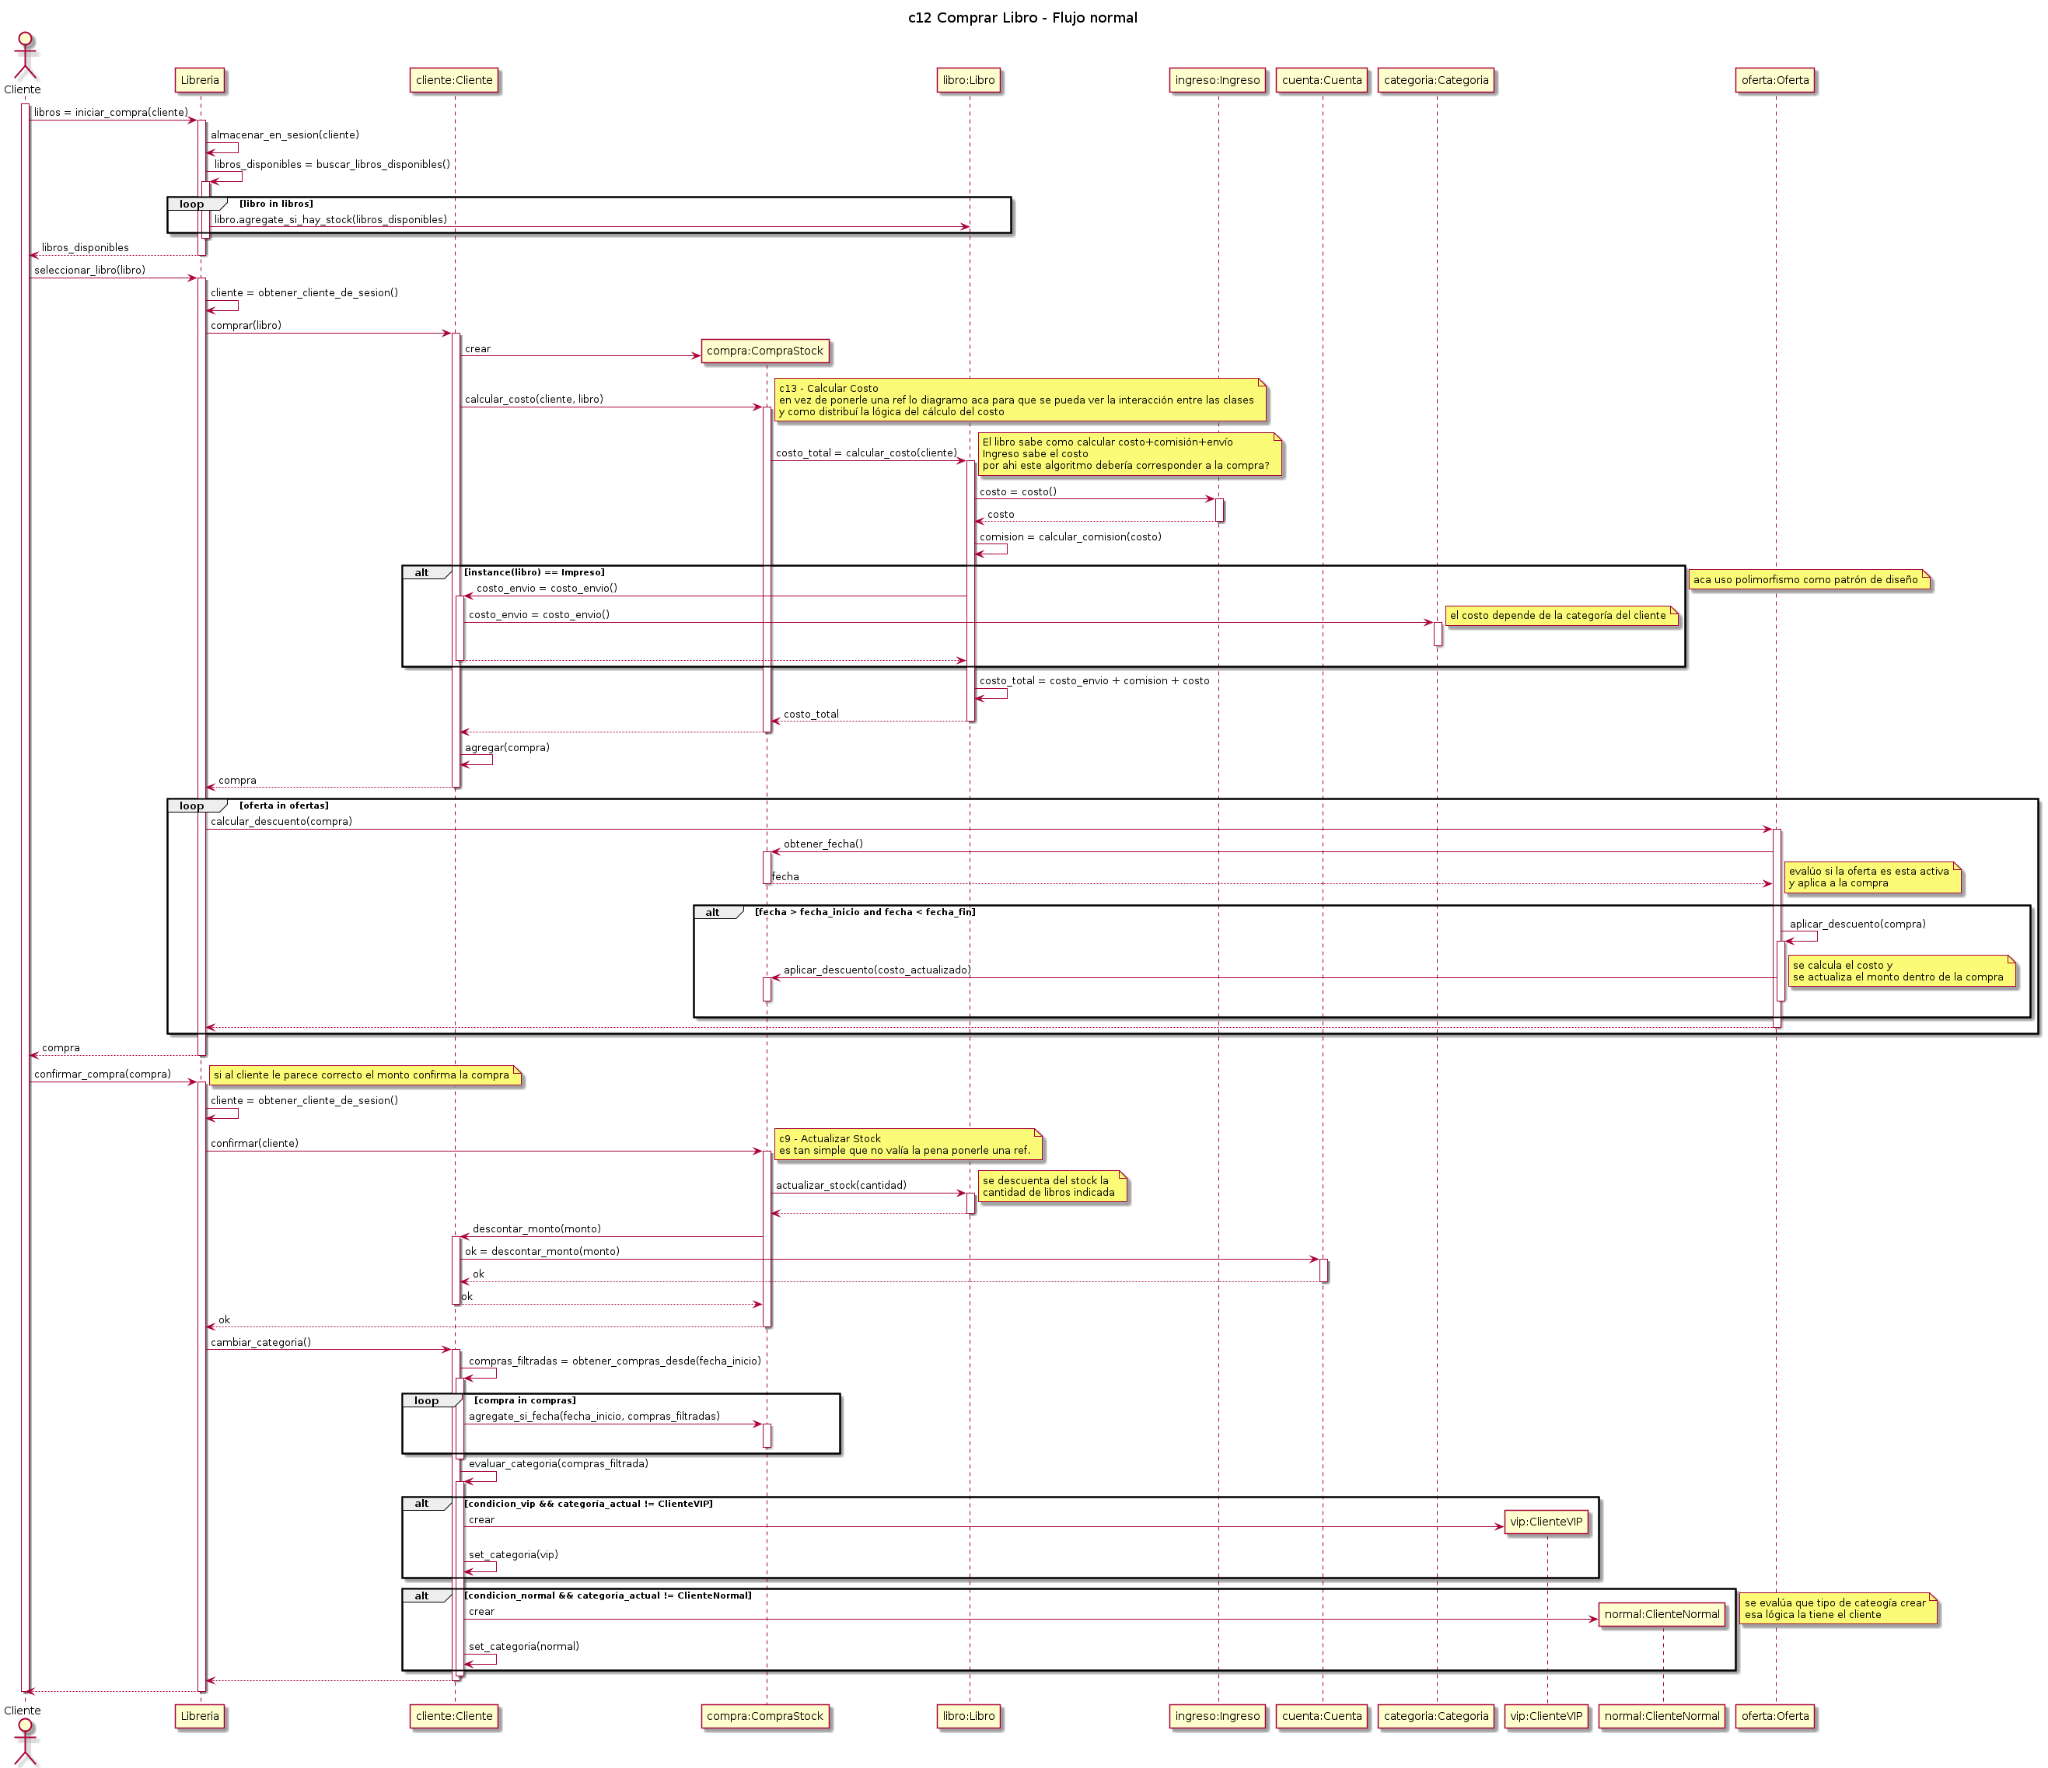 c12 Comprar Libro - Flujo normal
Cliente
Libreria
cliente:Cliente
libro:Libro
ingreso:Ingreso
cuenta:Cuenta
categoria:Categoria
oferta:Oferta
libros = iniciar_compra(cliente)
almacenar_en_sesion(cliente)
libros_disponibles = buscar_libros_disponibles()
loop [libro in libros]
libro.agregate_si_hay_stock(libros_disponibles)
libros_disponibles
seleccionar_libro(libro)
cliente = obtener_cliente_de_sesion()
comprar(libro)
crear
compra:CompraStock
c13 - Calcular Costo
en vez de ponerle una ref lo diagramo aca para que se pueda ver la interacción entre las clases
y como distribuí la lógica del cálculo del costo
calcular_costo(cliente, libro)
El libro sabe como calcular costo+comisión+envío
Ingreso sabe el costo
por ahi este algoritmo debería corresponder a la compra?
costo_total = calcular_costo(cliente)
costo = costo()
costo
comision = calcular_comision(costo)
alt [instance(libro) == Impreso]
aca uso polimorfismo como patrón de diseño
costo_envio = costo_envio()
costo_envio = costo_envio()
el costo depende de la categoría del cliente
costo_total = costo_envio + comision + costo
costo_total
agregar(compra)
compra
loop [oferta in ofertas]
calcular_descuento(compra)
obtener_fecha()
fecha
evalúo si la oferta es esta activa
y aplica a la compra
alt [fecha > fecha_inicio and fecha < fecha_fin]
aplicar_descuento(compra)
aplicar_descuento(costo_actualizado)
se calcula el costo y
se actualiza el monto dentro de la compra
compra
confirmar_compra(compra)
si al cliente le parece correcto el monto confirma la compra
cliente = obtener_cliente_de_sesion()
confirmar(cliente)
c9 - Actualizar Stock
es tan simple que no valía la pena ponerle una ref.
actualizar_stock(cantidad)
se descuenta del stock la
cantidad de libros indicada
descontar_monto(monto)
ok = descontar_monto(monto)
ok
ok
ok
cambiar_categoria()
compras_filtradas = obtener_compras_desde(fecha_inicio)
loop [compra in compras]
agregate_si_fecha(fecha_inicio, compras_filtradas)
evaluar_categoria(compras_filtrada)
alt [condicion_vip && categoría_actual != ClienteVIP]
crear
vip:ClienteVIP
set_categoria(vip)
alt [condicion_normal && categoria_actual != ClienteNormal]
crear
normal:ClienteNormal
se evalúa que tipo de cateogía crear
esa lógica la tiene el cliente
set_categoria(normal)
Cliente
Libreria
cliente:Cliente
compra:CompraStock
libro:Libro
ingreso:Ingreso
cuenta:Cuenta
categoria:Categoria
vip:ClienteVIP
normal:ClienteNormal
oferta:Oferta